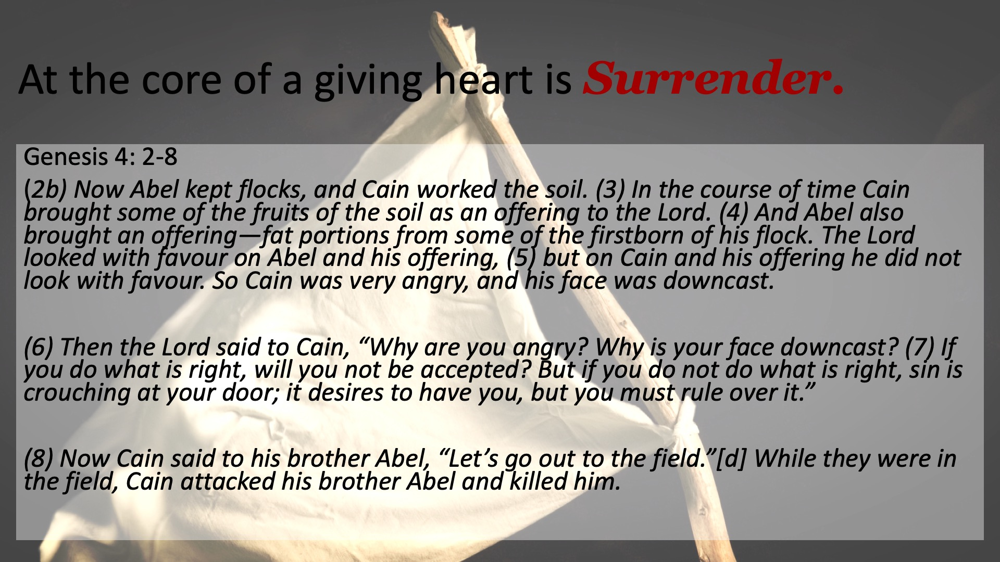 At the core of a giving heart is Surrender.
Genesis 4: 2-8
(2b) Now Abel kept flocks, and Cain worked the soil. (3) In the course of time Cain
brought some of the fruits of the soil as an offering to the Lord. (4) And Abel also
brought an offering—fat portions from some of the firstborn of his flock. The Lord
looked with favour on Abel and his offering, (5) but on Cain and his offering he did not
look with favour. So Cain was very angry, and his face was downcast.
(6) Then the Lord said to Cain, “Why are you angry? Why is your face downcast? (7) If
you do what is right, will you not be accepted? But if you do not do what is right, sin is
crouching at your door; it desires to have you, but you must rule over it.”
(8) Now Cain said to his brother Abel, “Let’s go out to the field.”[d] While they were in
the field, Cain attacked his brother Abel and killed him.